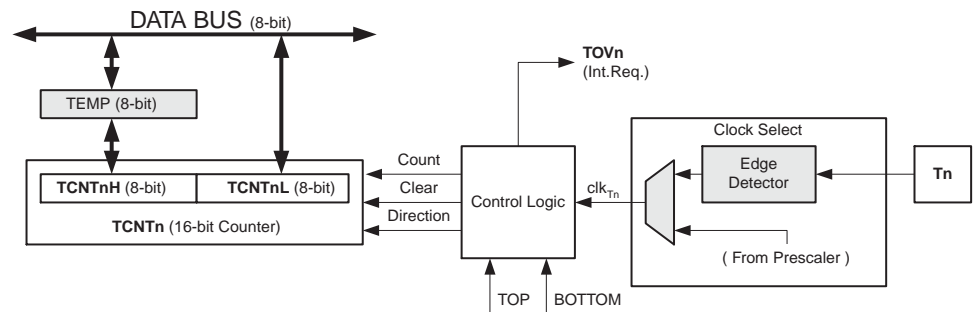 DATA BUS (8-bit)
TOVn
(Int.Req.)
TEMP (8-bit)
Clock Select
Count
Edge
Detector
Tn
TCNTnH (8-bit) TCNTnL (8-bit)
Clear
Control Logic
clkTn
TCNTn (16-bit Counter)
Direction
( From Prescaler )
TOP
BOTTOM